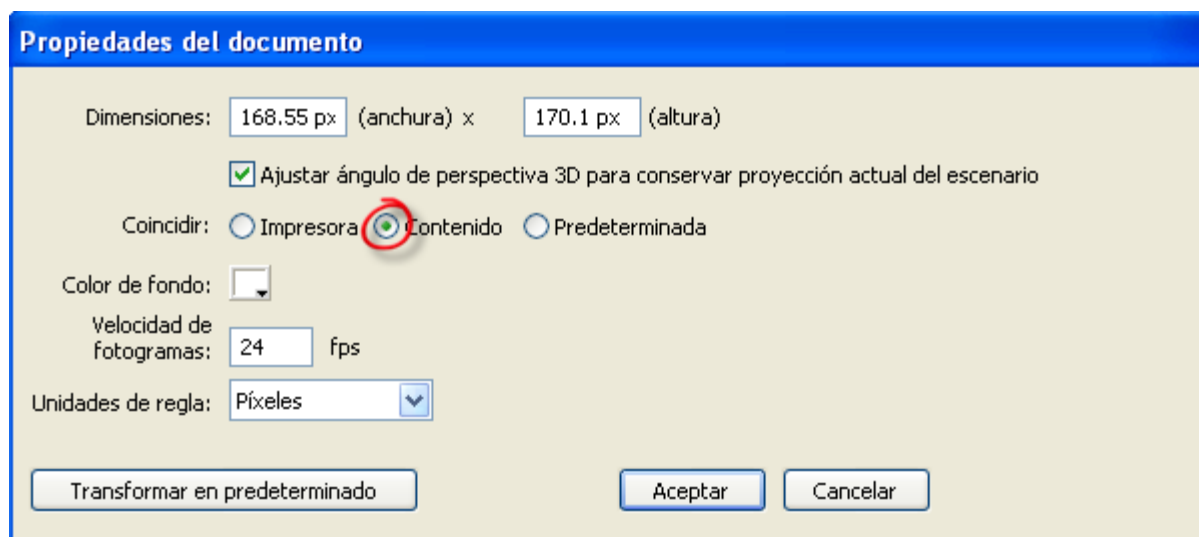 Propiedades del documento
Dimensiones: 168.55 px (anchura) x 170.1 px (altura)
Ajustar ángulo de perspectiva 3D para conservar proyección actual del escenario
Coincidir: Impresora Contenido Predeterminada
Color de fondo:
Velocidad de
fotogramas: 24 fps
Unidades de regla: Píxeles
Transformar en predeterminado Aceptar Cancelar